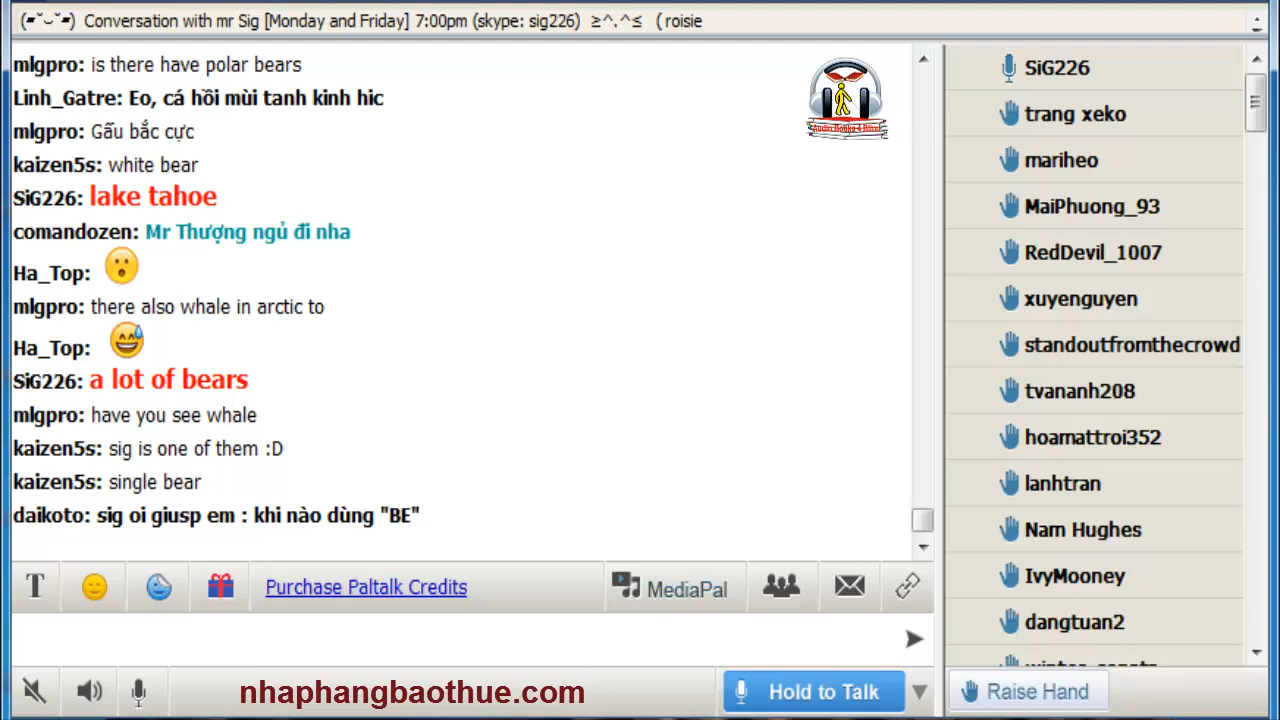 (▰˘◡˘▰) Conversation with mr Sig [Monday and Friday] 7:00pm (skype: sig226) ≥^.^≤ ( roisie
mlgpro: is there have polar bears
Linh_Gatre: Eo, cá hồi mùi tanh kinh hic
mlgpro: Gấu bắc cực
kaizen5s: white bear
SiG226: lake tahoe
comandozen: Mr Thượng ngủ đi nha
Ha_Top:
mlgpro: there also whale in arctic to
Ha_Top:
SiG226: a lot of bears
mlgpro: have you see whale
kaizen5s: sig is one of them :D
kaizen5s: single bear
daikoto: sig oi giusp em : khi nào dùng "BE"
Audio Books 4 Blind
T
Purchase Paltalk Credits
MediaPal
nhaphangbaothue.com
Hold to Talk
SiG226
trang xeko
mariheo
MaiPhuong_93
RedDevil_1007
xuyenguyen
standoutfromthecrowd
tvananh208
hoamattroi352
lanhtran
Nam Hughes
IvyMooney
dangtuan2
Raise Hand